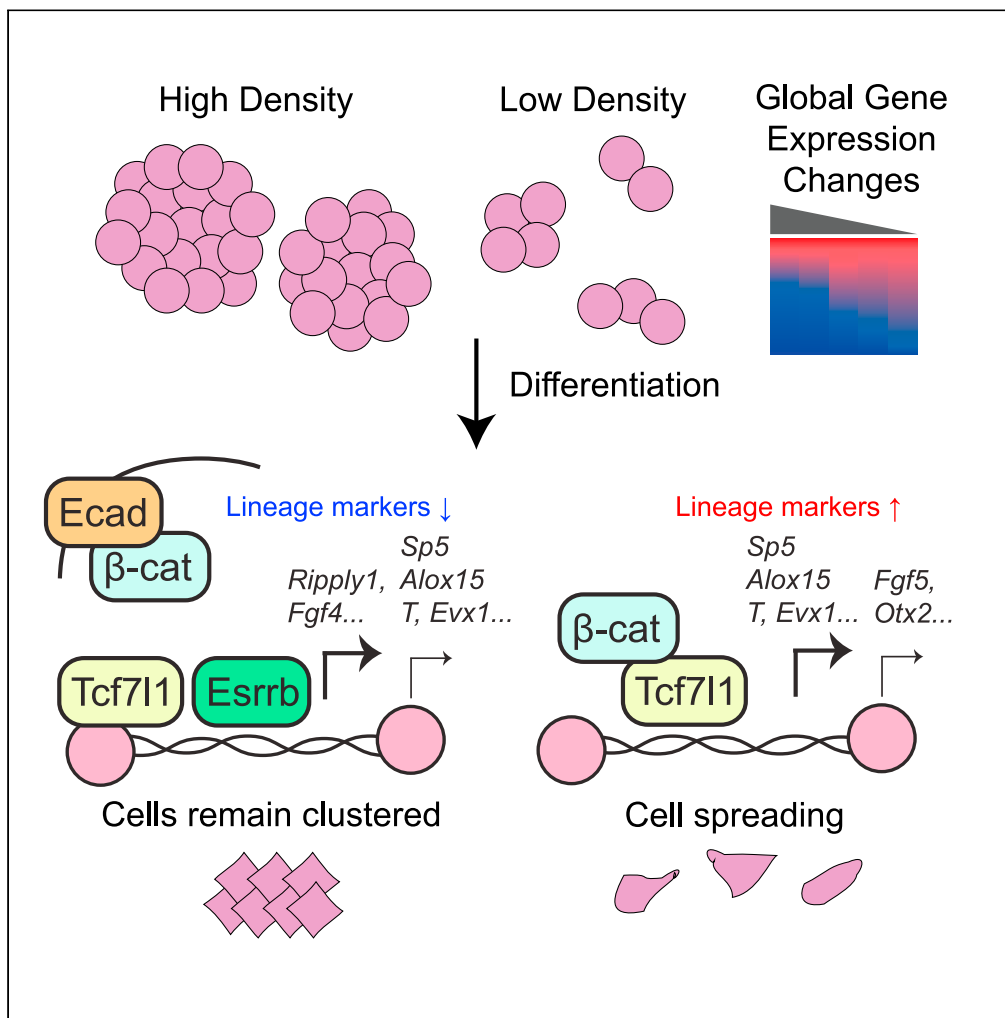 High Density
Low Density
Global Gene
Expression
Changes
Differentiation
Ecad
β-cat
Lineage markers ↓
Ripply1,
Fgf4...
Sp5
Alox15
T, Evx1...
Tcf7l1
Esrrb
Cells remain clustered
Lineage markers ↑
Sp5
Alox15
T, Evx1...
Fgf5,
Otx2...
β-cat
Tcf7l1
Cell spreading